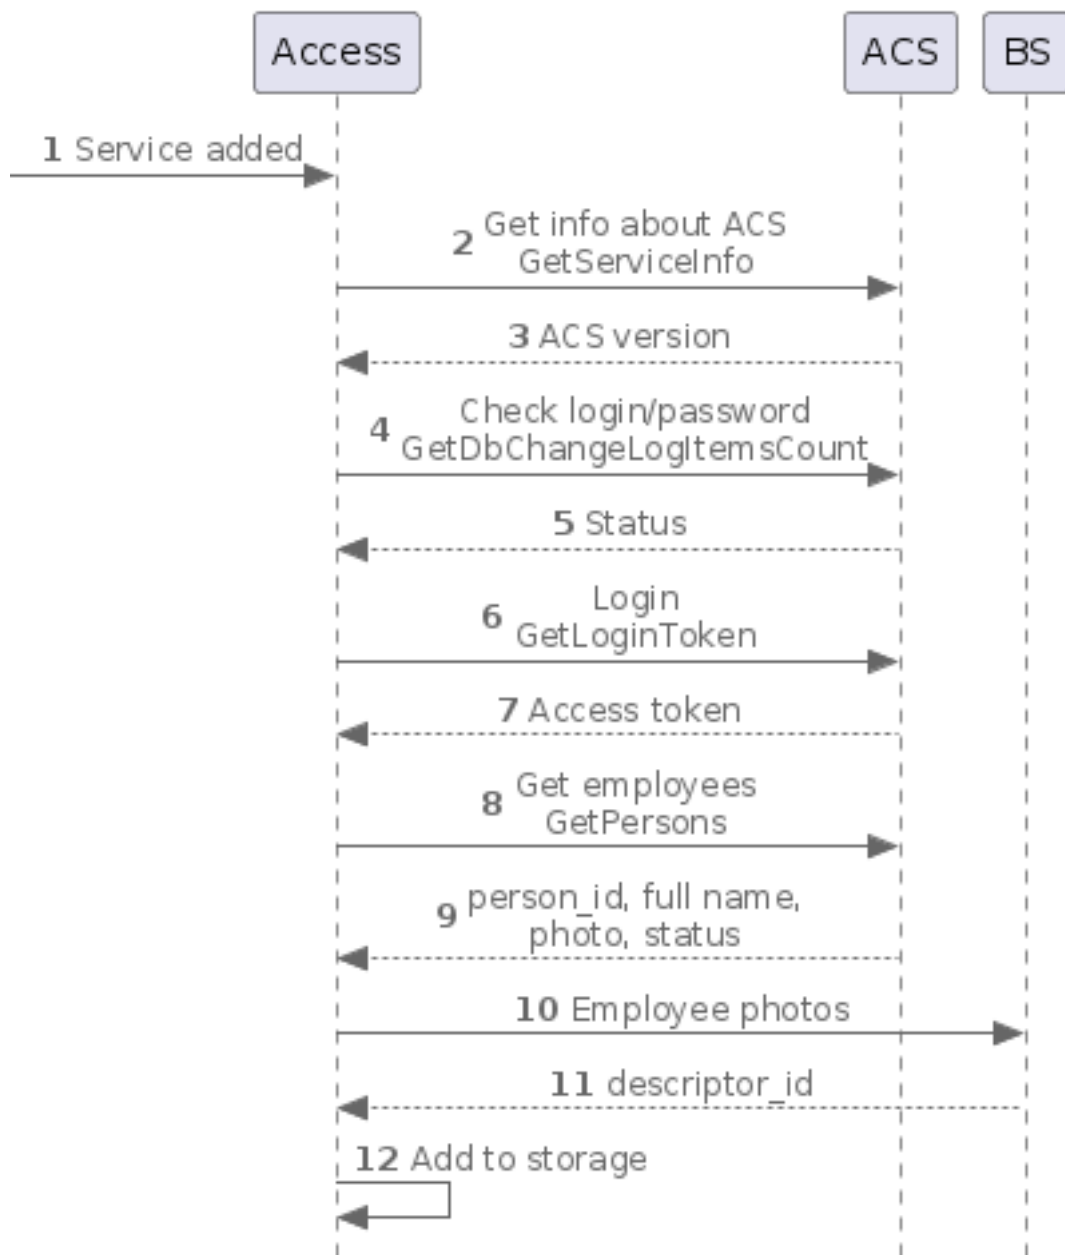 Access ACS BS
1 Service added
2 Get info about ACS
GetServiceInfo
3 ACS version
4 Check login/password
GetDbChangeLogItemsCount
5 Status
6 Login
GetLoginToken
7 Access token
8 Get employees
GetPersons
9 person_id, full name,
photo, status
10 Employee photos
11 descriptor_id
12 Add to storage